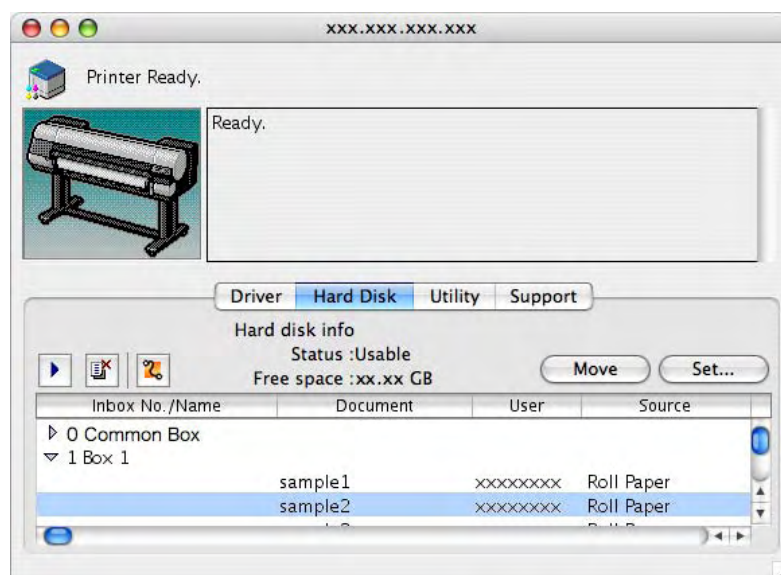 xxx.xxx.xxx.xxx
Printer Ready.
Ready.
Driver Hard Disk Utility Support
Hard disk info
Status :Usable
Free space :xx.xx GB
Move Set...
Inbox No./Name Document User Source
0 Common Box
1 Box 1
sample1 xxxxxxxx Roll Paper
sample2 xxxxxxxx Roll Paper